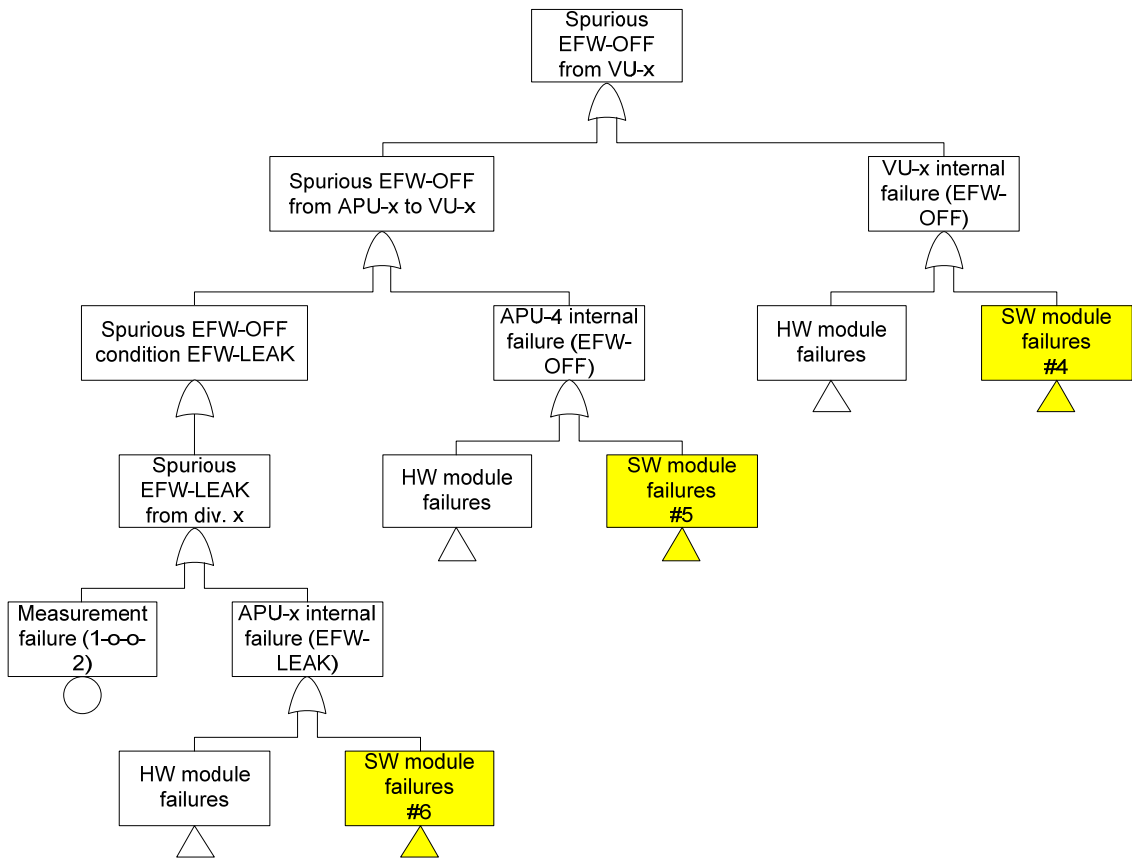 Spurious
EFW-OFF
from VU-x
Spurious EFW-OFF
from APU-x to VU-x
VU-x internal
failure (EFW-
OFF)
Spurious EFW-OFF
condition EFW-LEAK
APU-4 internal
failure (EFW-
OFF)
HW module
failures
SW module
failures
#4
Spurious
EFW-LEAK
from div. x
HW module
failures
SW module
failures
#5
Measurement
failure (1-o-o-
2)
APU-x internal
failure (EFW-
LEAK)
HW module
failures
SW module
failures
#6